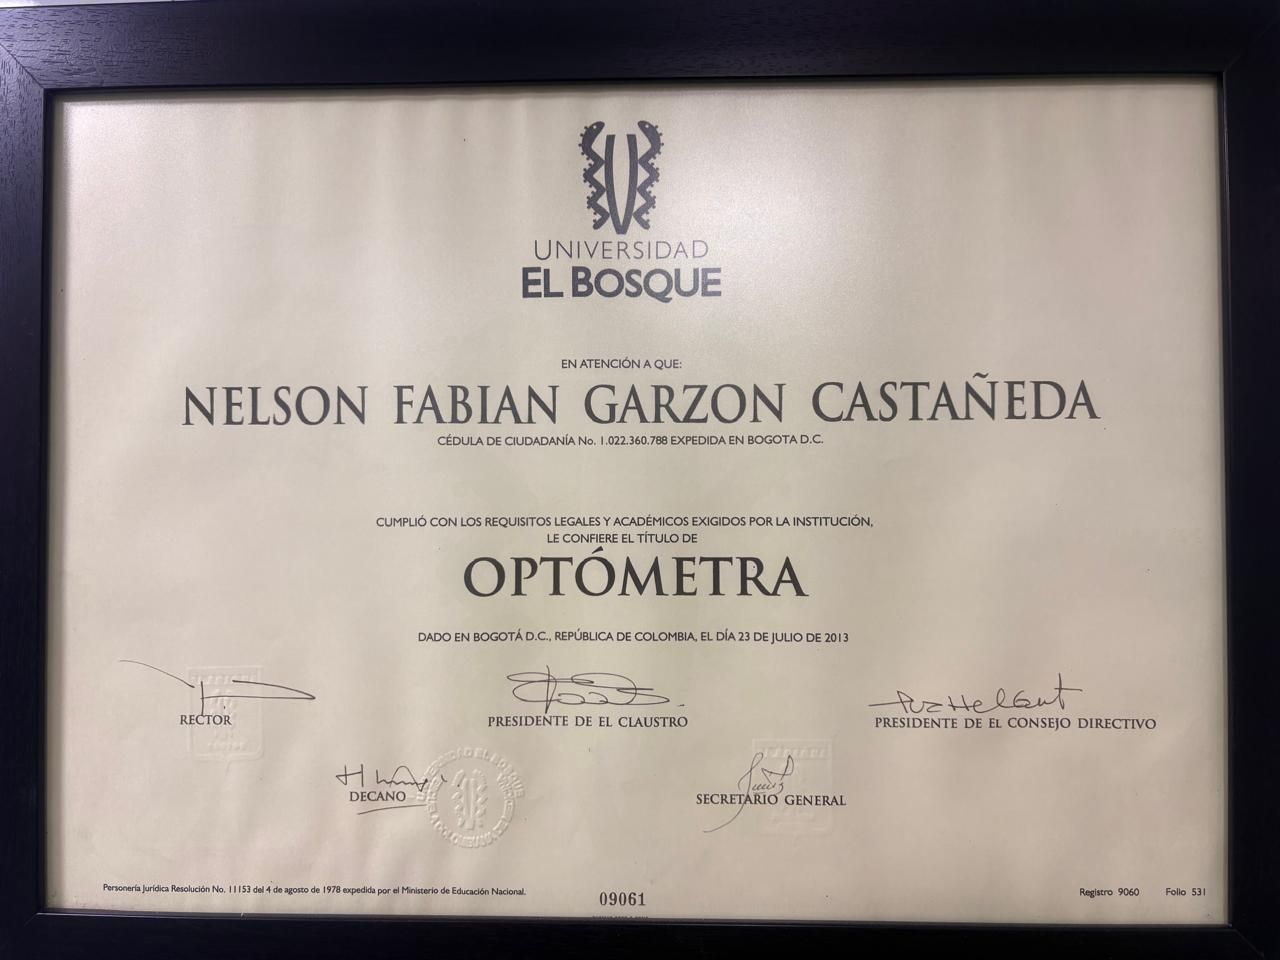 UNIVERSIDAD
EL BOSQUE
EN ATENCIÓN A QUE:
NELSON FABIAN GARZON CASTAÑEDA
CÉDULA DE CIUDADANÍA No. 1.022.360.788 EXPEDIDA EN BOGOTA D.C.
CUMPLIÓ CON LOS REQUISITOS LEGALES Y ACADÉMICOS EXIGIDOS POR LA INSTITUCIÓN,
LE CONFIERE EL TÍTULO DE
OPTÓMETRA
DADO EN BOGOTÁ D.C., REPÚBLICA DE COLOMBIA, EL DÍA 23 DE JULIO DE 2013
RECTOR
PRESIDENTE DE EL CLAUSTRO
PRESIDENTE DE EL CONSEJO DIRECTIVO
DECANO
SECRETARIO GENERAL
Personería Jurídica Resolución No. 11153 del 4 de agosto de 1978 expedida por el Ministerio de Educación Nacional.
09061
Registro 9060 Folio 531